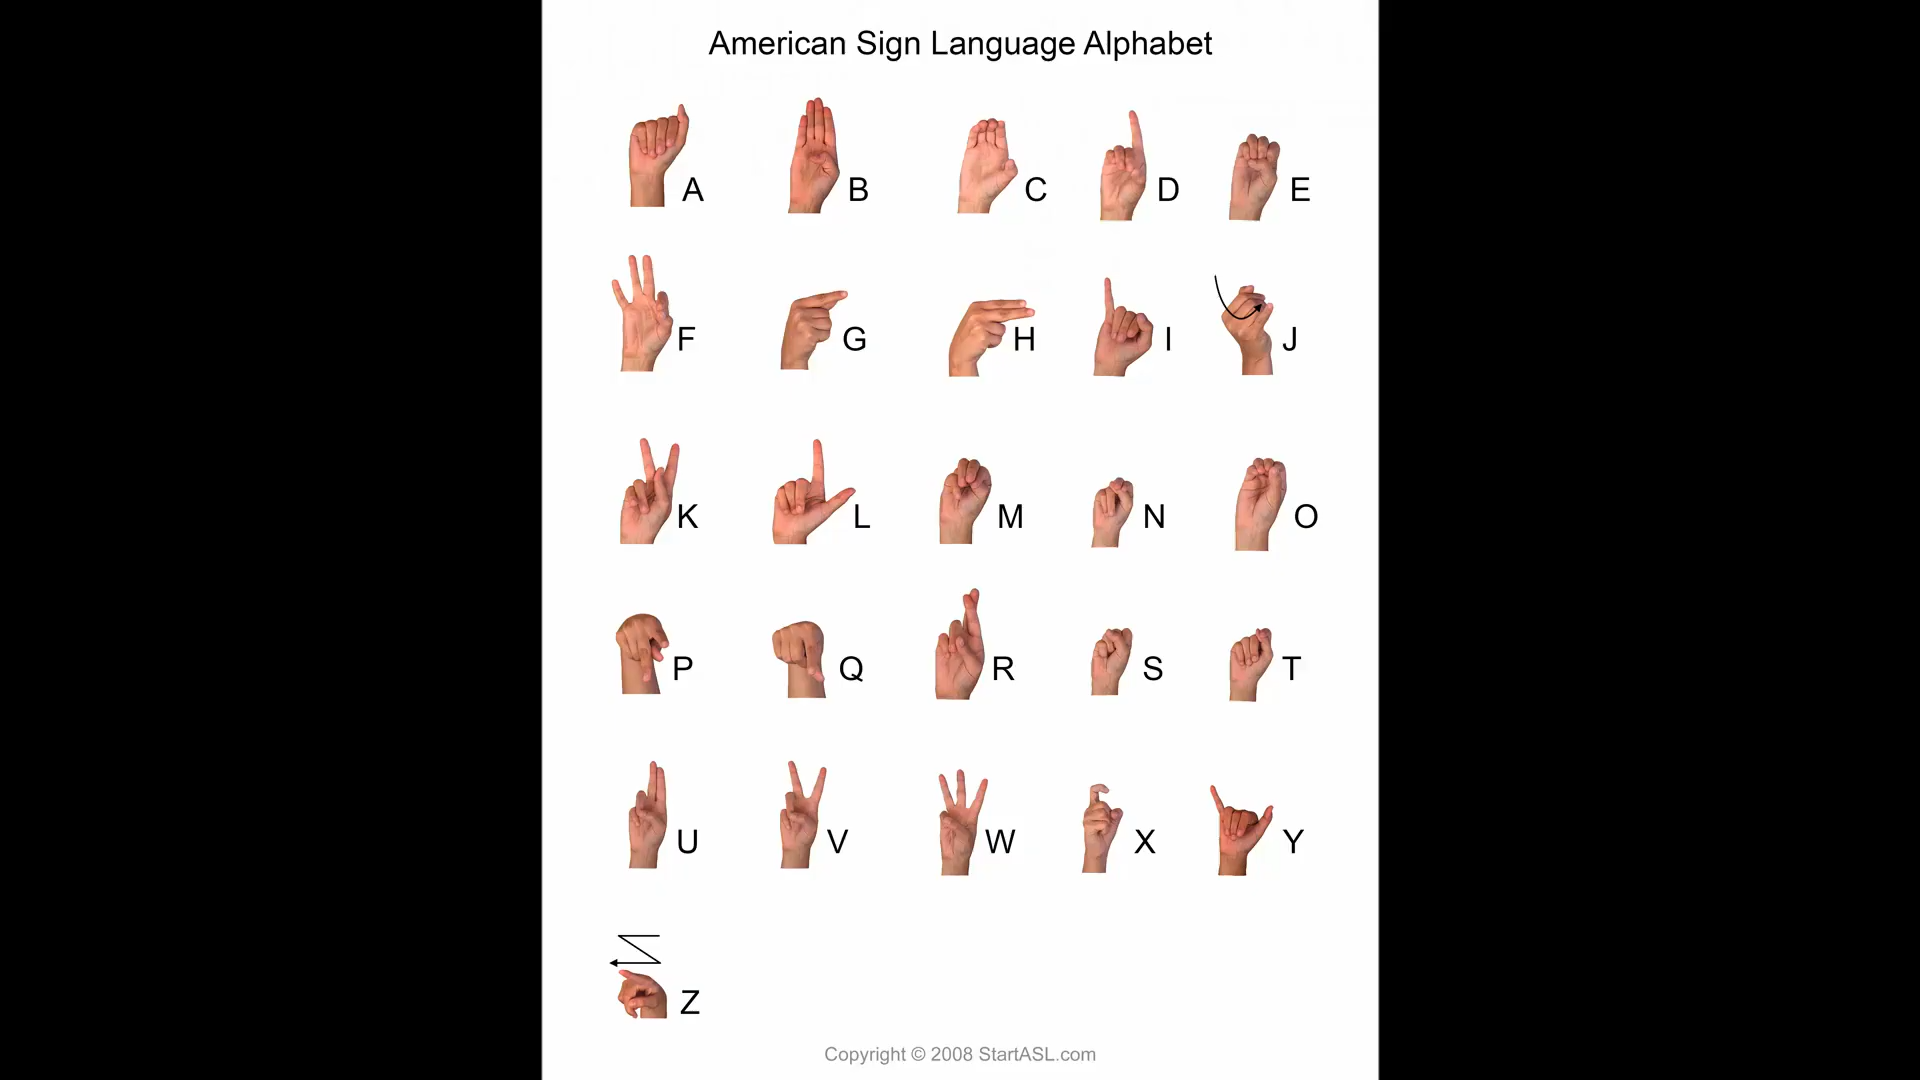 American Sign Language Alphabet
A B C D E
F G H I J
K L M N O
P Q R S T
U V W X Y
Z
Copyright © 2008 StartASL.com